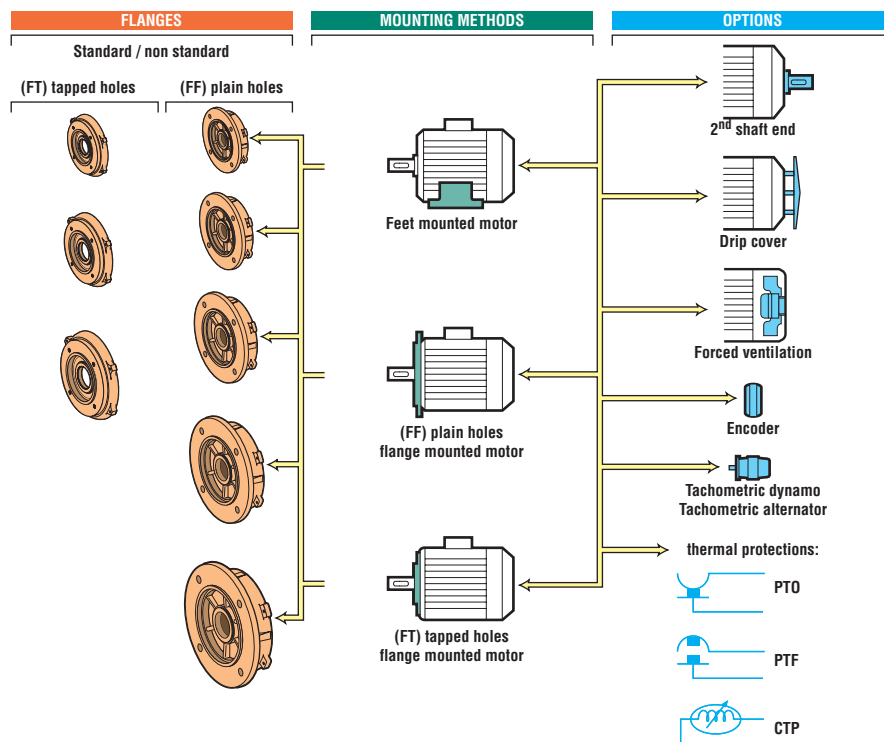 FLANGES
Standard / non standard
(FT) tapped holes
(FF) plain holes
MOUNTING METHODS
Feet mounted motor
(FF) plain holes
flange mounted motor
(FT) tapped holes
flange mounted motor
OPTIONS
2nd shaft end
Drip cover
Forced ventilation
Encoder
Tachometric dynamo
Tachometric alternator
thermal protections:
PTO
PTF
CTP